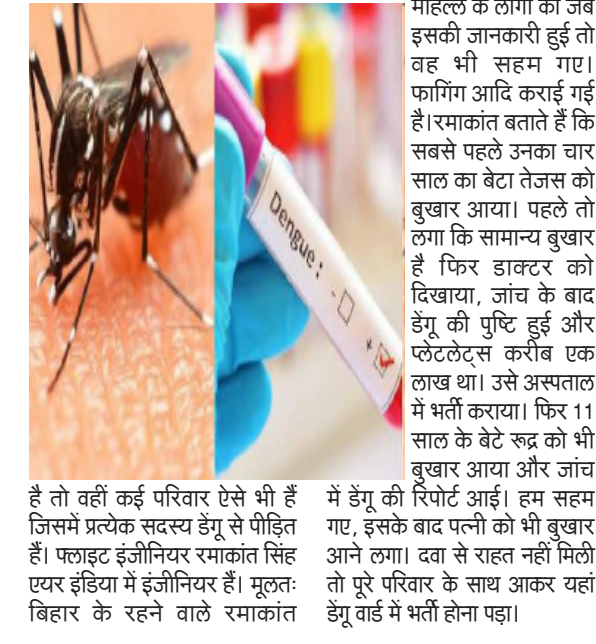 Dengue:
-
+
है तो वहीं कई परिवार ऐसे भी हैं
जिसमें प्रत्येक सदस्य डेंगू से पीड़ित
हैं। फ्लाइट इंजीनियर रमाकांत सिंह
एयर इंडिया में इंजीनियर हैं। मूलतः
बिहार के रहने वाले रमाकांत
मोहल्ले के लोगों को जब
इसकी जानकारी हुई तो
वह भी सहम गए।
फागिंग आदि कराई गई
है।रमाकांत बताते हैं कि
सबसे पहले उनका चार
साल का बेटा तेजस को
बुखार आया। पहले तो
लगा कि सामान्य बुखार
है फिर डाक्टर को
दिखाया, जांच के बाद
डेंगू की पुष्टि हुई और
प्लेटलेट्स करीब एक
लाख था। उसे अस्पताल
में भर्ती कराया। फिर 11
साल के बेटे रूद्र को भी
बुखार आया और जांच
में डेंगू की रिपोर्ट आई। हम सहम
गए, इसके बाद पत्नी को भी बुखार
आने लगा। दवा से राहत नहीं मिली
तो पूरे परिवार के साथ आकर यहां
डेंगू वार्ड में भर्ती होना पड़ा।